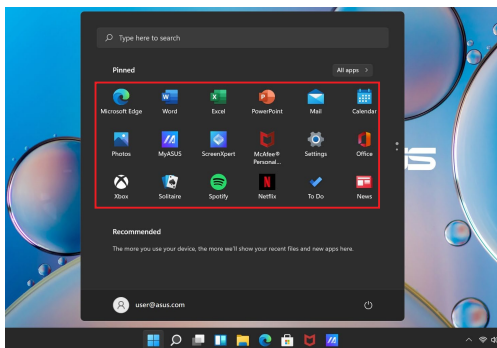 Type here to search
Pinned
All apps >
Microsoft Edge
Word
Excel
PowerPoint
Mail
Calendar
Photos
MyASUS
ScreenXpert
McAfee®
Personal...
Settings
Office
Xbox
Solitaire
Spotify
Netflix
To Do
News
Recommended
The more you use your device, the more we'll show your recent files and new apps here.
user@asus.com